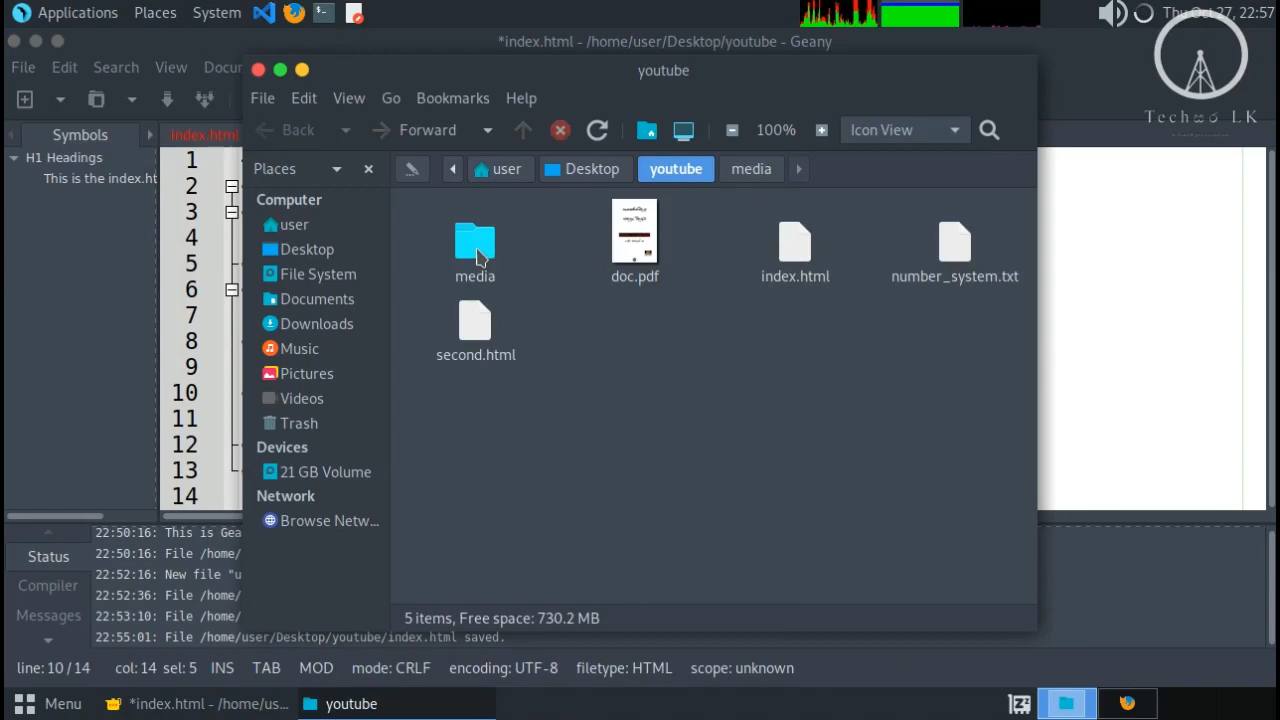 Applications Places System
Thu Oct 27, 22:57
*index.html - /home/user/Desktop/youtube - Geany
File Edit Search View Docu
Techno LK
youtube
File Edit View Go Bookmarks Help
Back Forward 100% Icon View
Symbols index.html
Places user Desktop youtube media
H1 Headings
This is the index.ht
1
2
3
4
5
6
7
8
9
10
11
12
13
14
Computer
user
Desktop
File System
Documents
Downloads
Music
Pictures
Videos
Trash
Devices
21 GB Volume
Network
Browse Netw...
media doc.pdf index.html number_system.txt
second.html
5 items, Free space: 730.2 MB
Status
Compiler
Messages
22:50:16: This is Gea
22:50:16: File /home/
22:52:16: New file "u
22:52:36: File /home/
22:53:10: File /home/
22:55:01: File /home/user/Desktop/youtube/index.html saved.
line: 10 / 14 col: 14 sel: 5 INS TAB MOD mode: CRLF encoding: UTF-8 filetype: HTML scope: unknown
Menu *index.html - /home/us... youtube